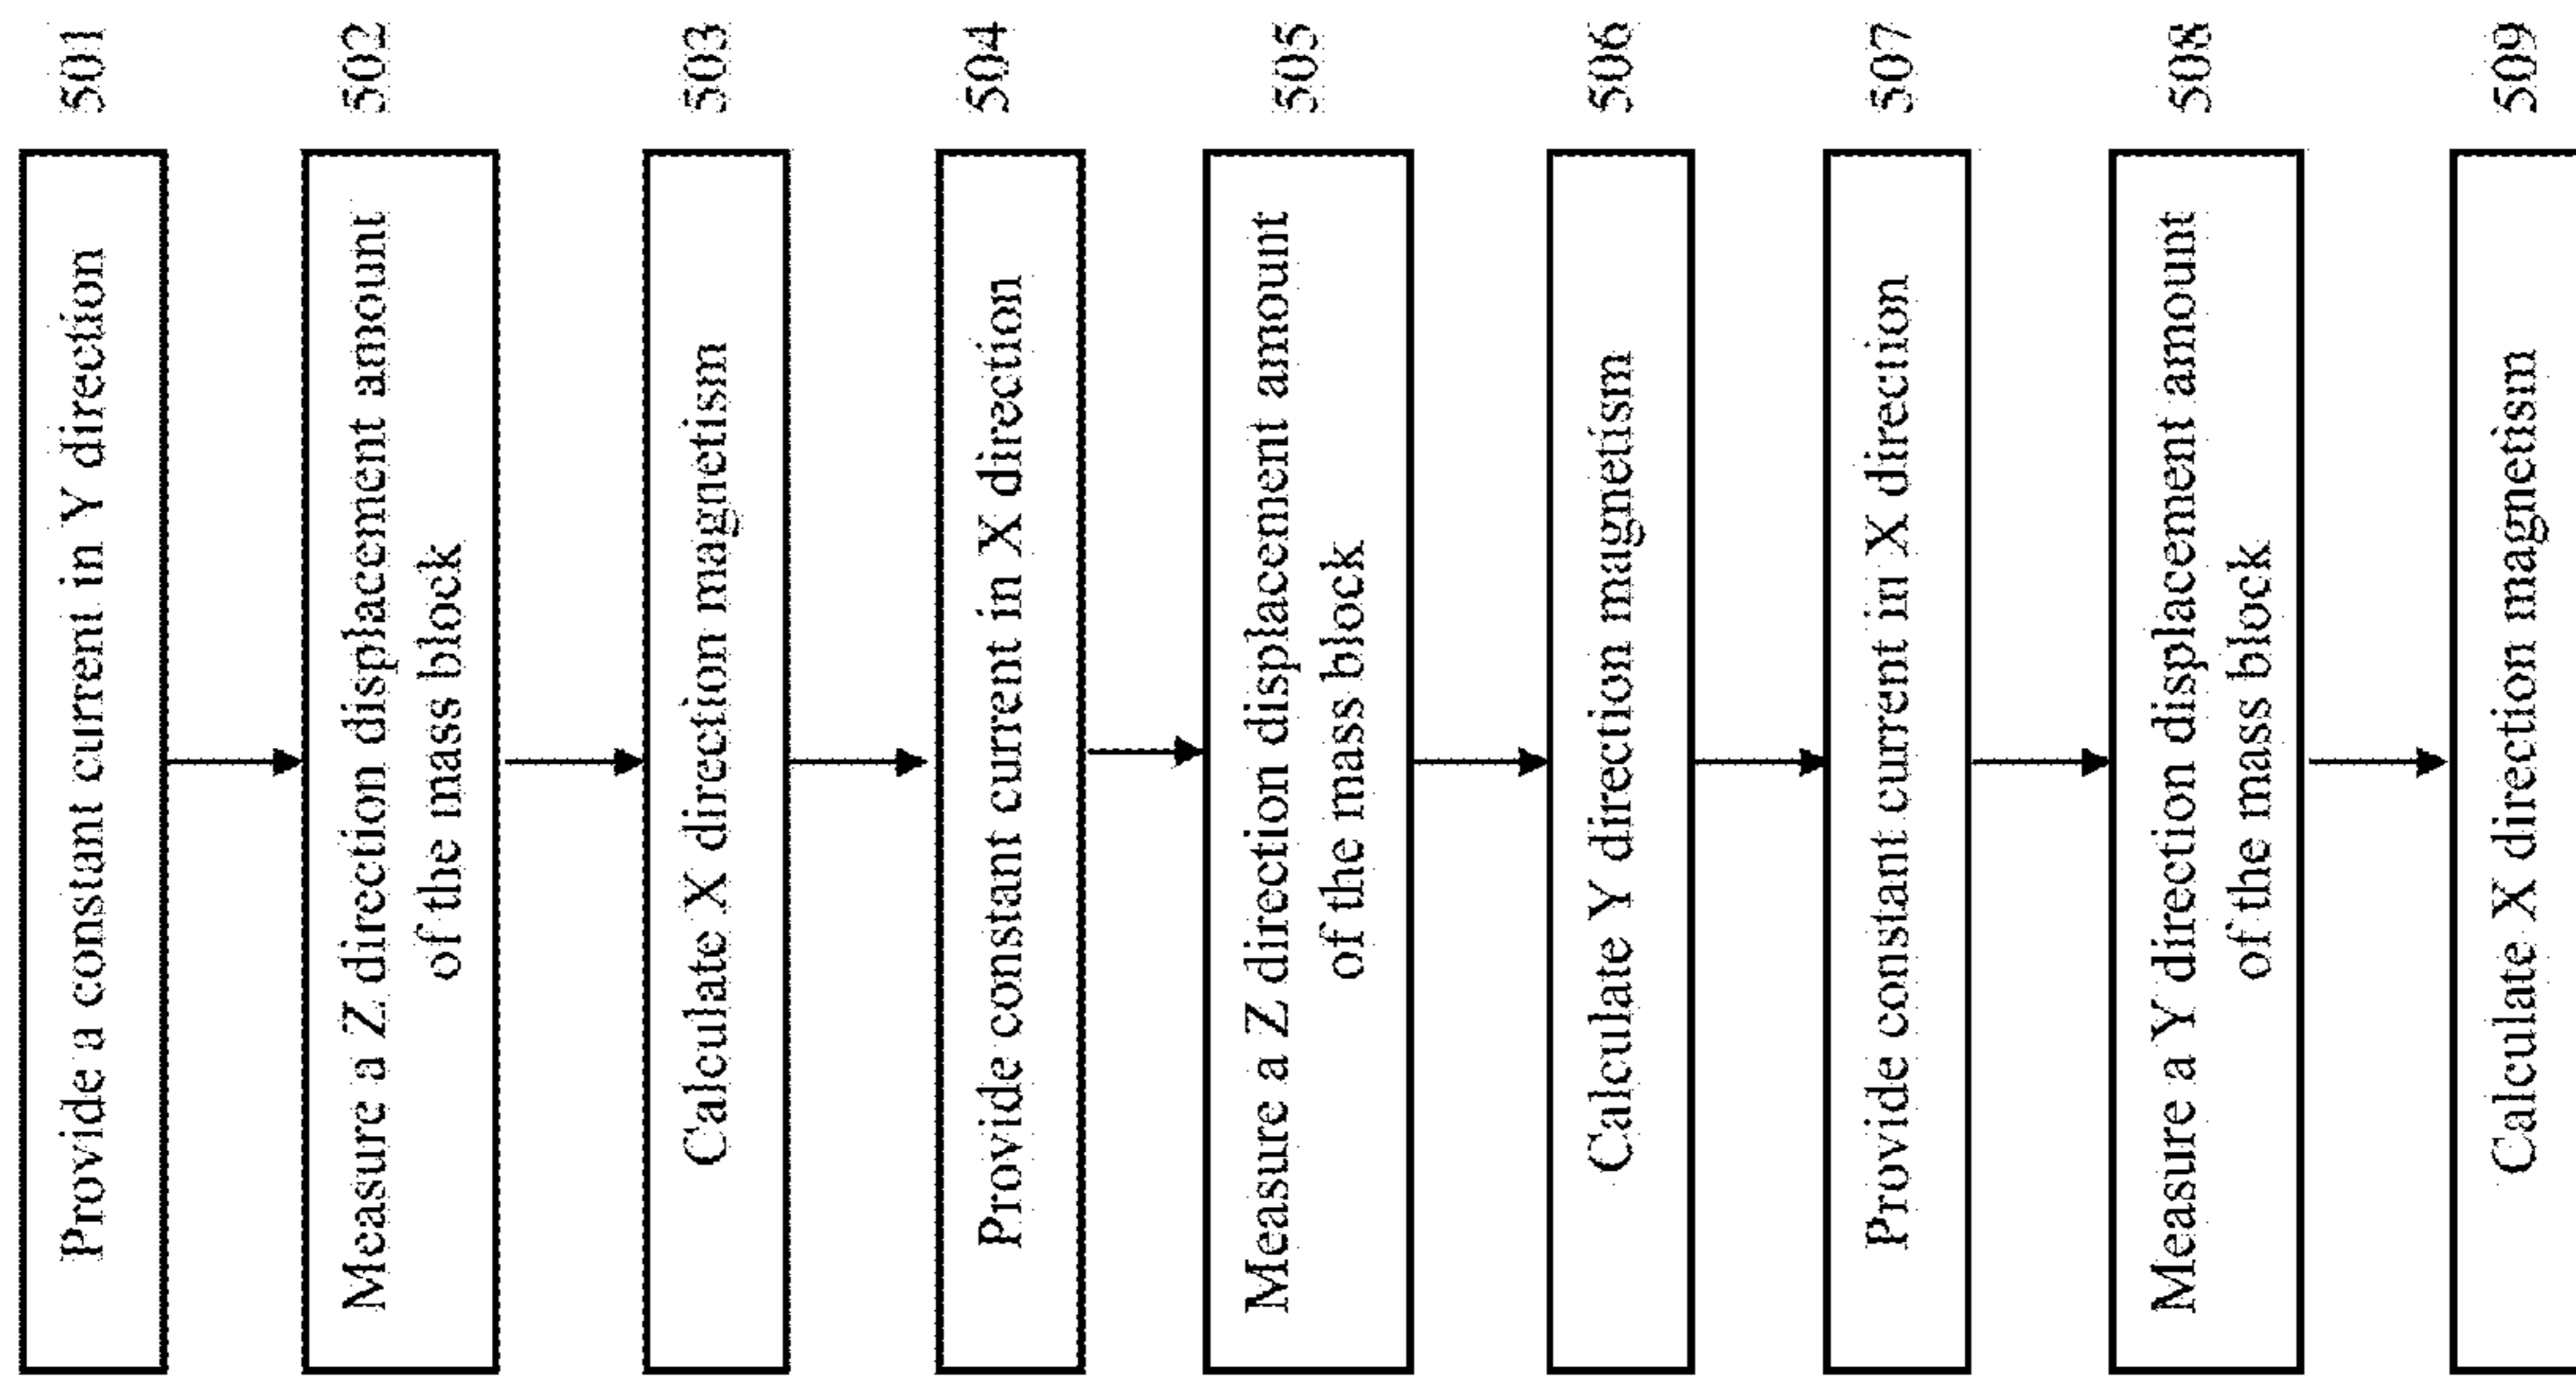 Provide a constant current in Y direction
501
Measure a Z direction displacement amount
of the mass block
502
Calculate X direction magnetism
503
Provide constant current in X direction
504
Measure a Z direction displacement amount
of the mass block
505
Calculate Y direction magnetism
506
Provide constant current in X direction
507
Measure a Y direction displacement amount
of the mass block
508
Calculate X direction magnetism
509